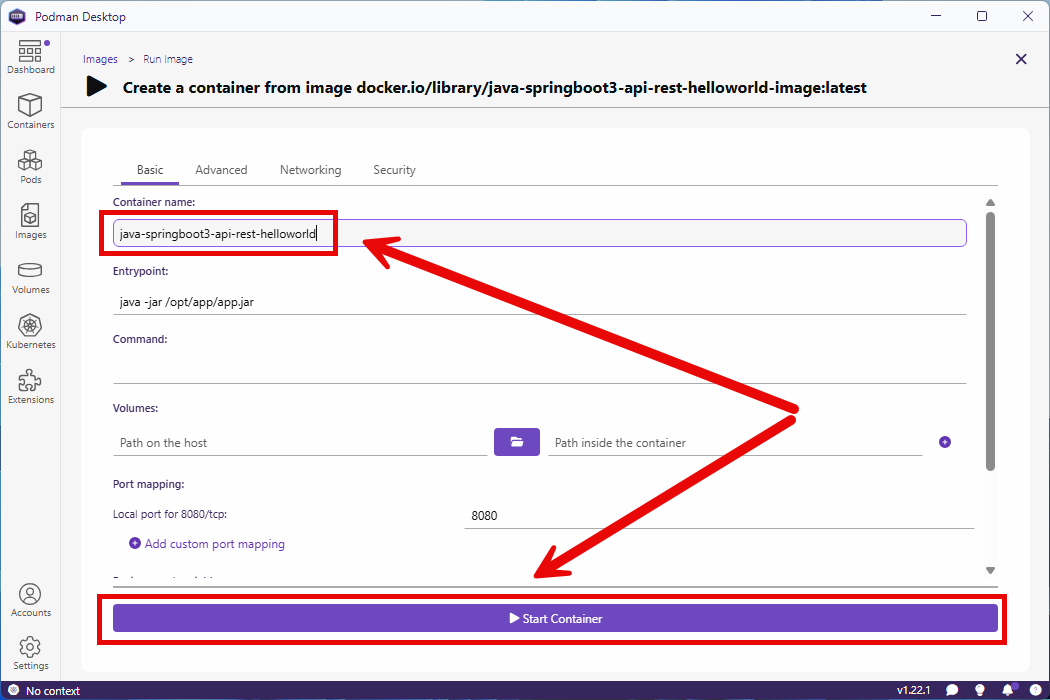 Podman Desktop
Dashboard
Containers
Pods
Images
Volumes
Kubernetes
Extensions
Accounts
Settings
Images > Run Image
Create a container from image docker.io/library/java-springboot3-api-rest-helloworld-image:latest
Basic Advanced Networking Security
Container name:
java-springboot3-api-rest-helloworld
Entrypoint:
java -jar /opt/app/app.jar
Command:
Volumes:
Path on the host Path inside the container
Port mapping:
Local port for 8080/tcp: 8080
Add custom port mapping
Start Container
No context v1.22.1